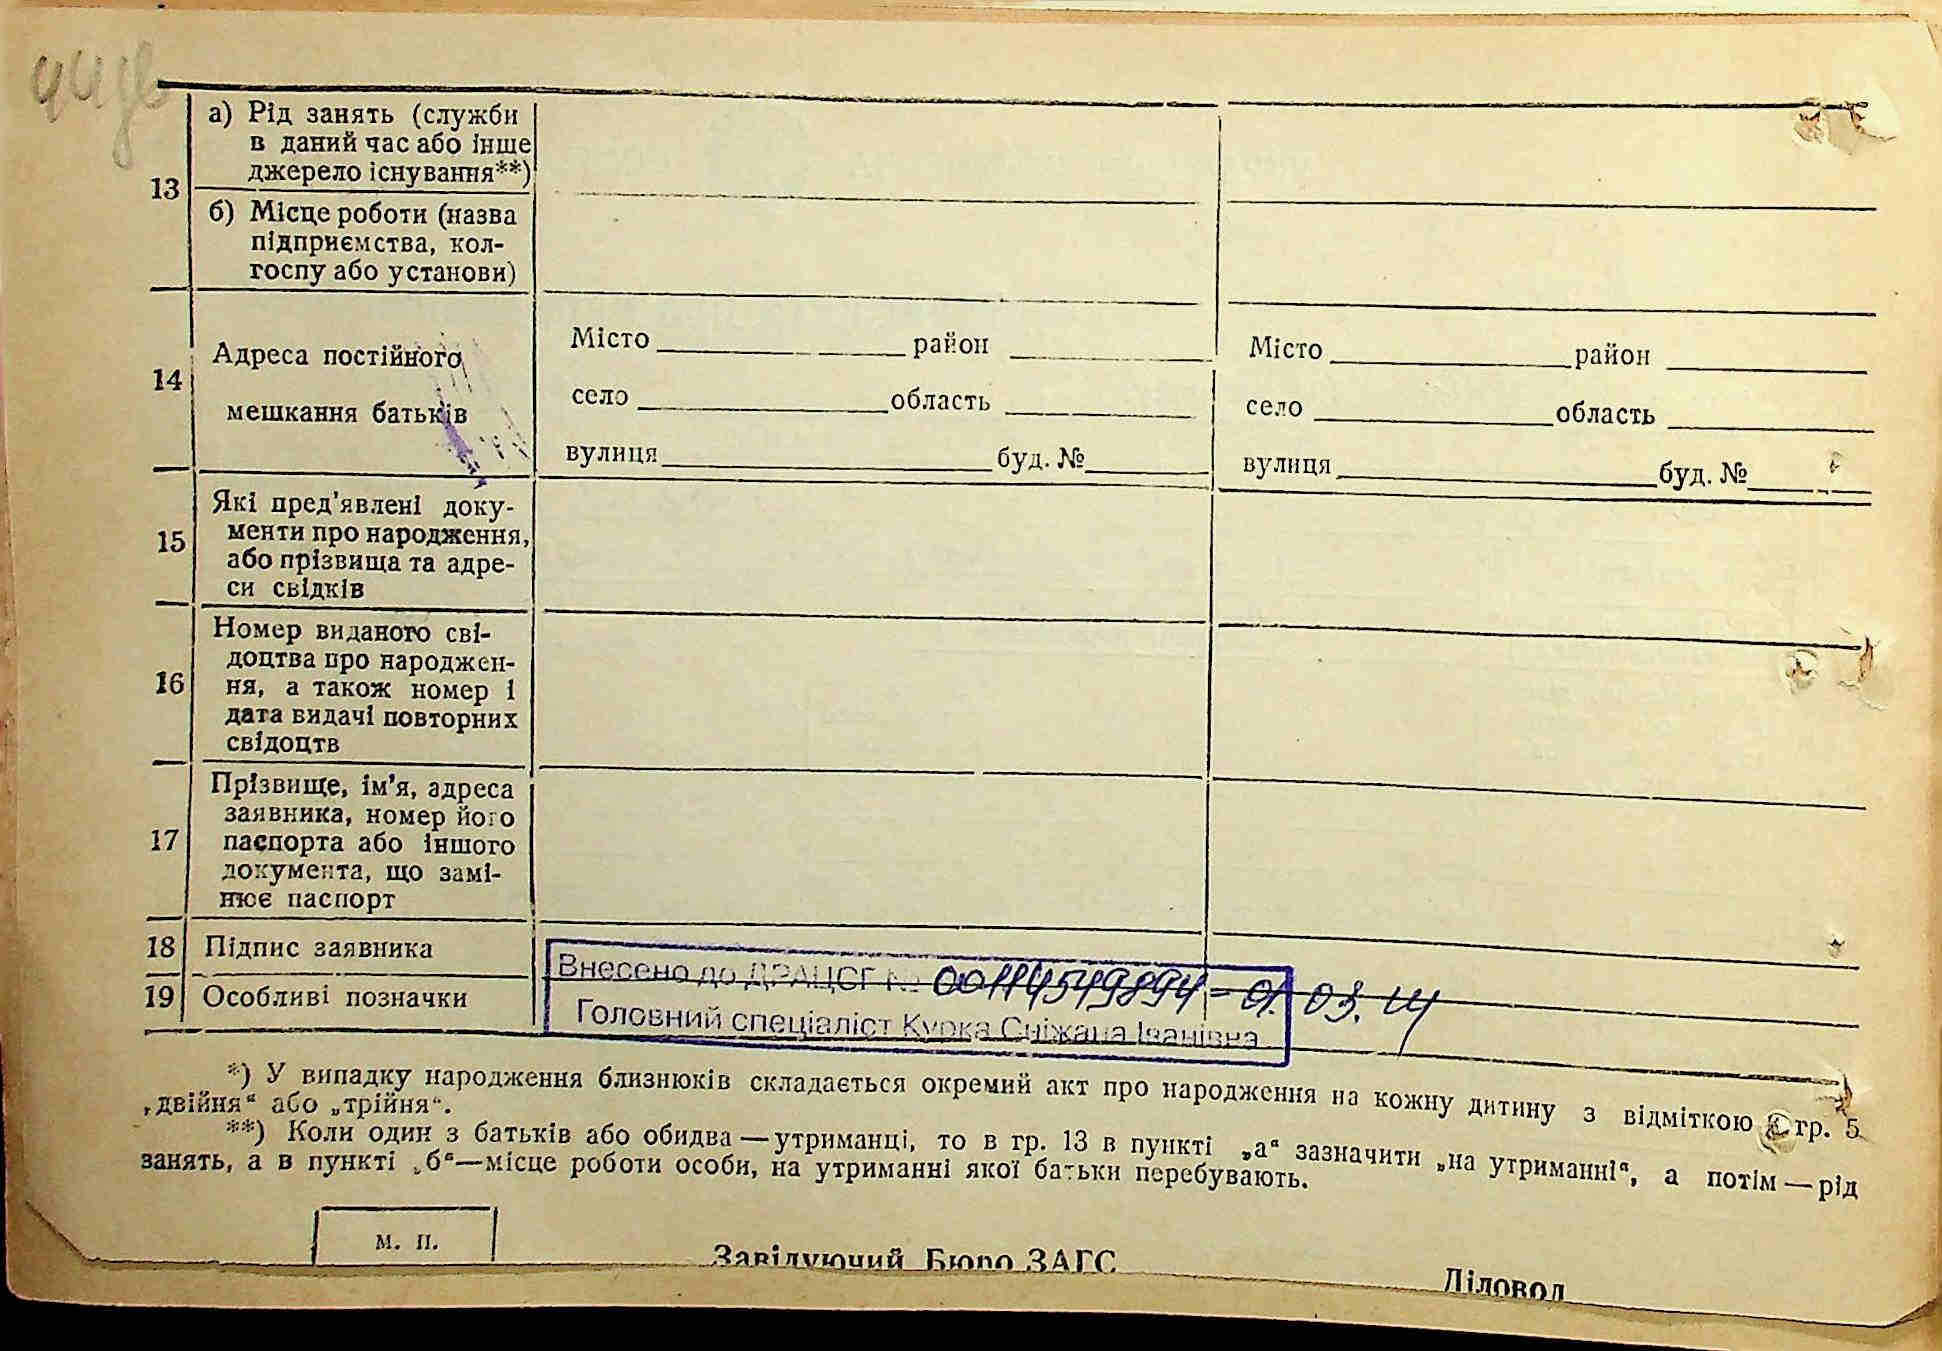 13
а) Рід занять (служби
в даний час або інше
джерело існування**)
б) Місце роботи (назва
підприємства, кол-
госпу або установи)
14
Адреса постійного
мешкання батьків
Місто район
село область
вулиця буд. №
Місто район
село область
вулиця буд. №
15
Які пред'явлені доку-
менти про народження,
або прізвища та адре-
си свідків
16
Номер виданого сві-
доцтва про народжен-
ня, а також номер і
дата видачі повторних
свідоцтв
17
Прізвище, ім'я, адреса
заявника, номер його
паспорта або іншого
документа, що замі-
нює паспорт
18 Підпис заявника
19 Особливі позначки
Внесено до ДРАЦСГ № 00114549894 - 01. 03. 14
Головний спеціаліст Курка Сніжана Іванівна
*) У випадку народження близнюків складається окремий акт про народження на кожну дитину з відміткою в гр. 5
„двійня" або „трійня".
**) Коли один з батьків або обидва — утриманці, то в гр. 13 в пункті „а" зазначити „на утриманні", а потім — рід
занять, а в пункті „б"—місце роботи особи, на утриманні якої батьки перебувають.
м. п.
Завідуючий Бюро ЗАГС
Діловод